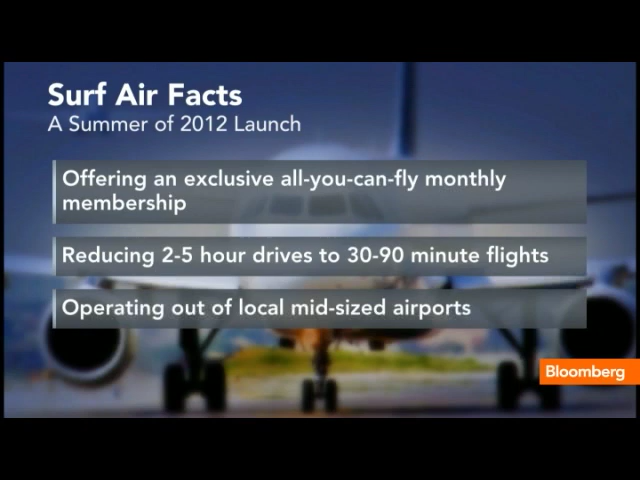 Surf Air Facts
A Summer of 2012 Launch
Offering an exclusive all-you-can-fly monthly
membership
Reducing 2-5 hour drives to 30-90 minute flights
Operating out of local mid-sized airports
Bloomberg